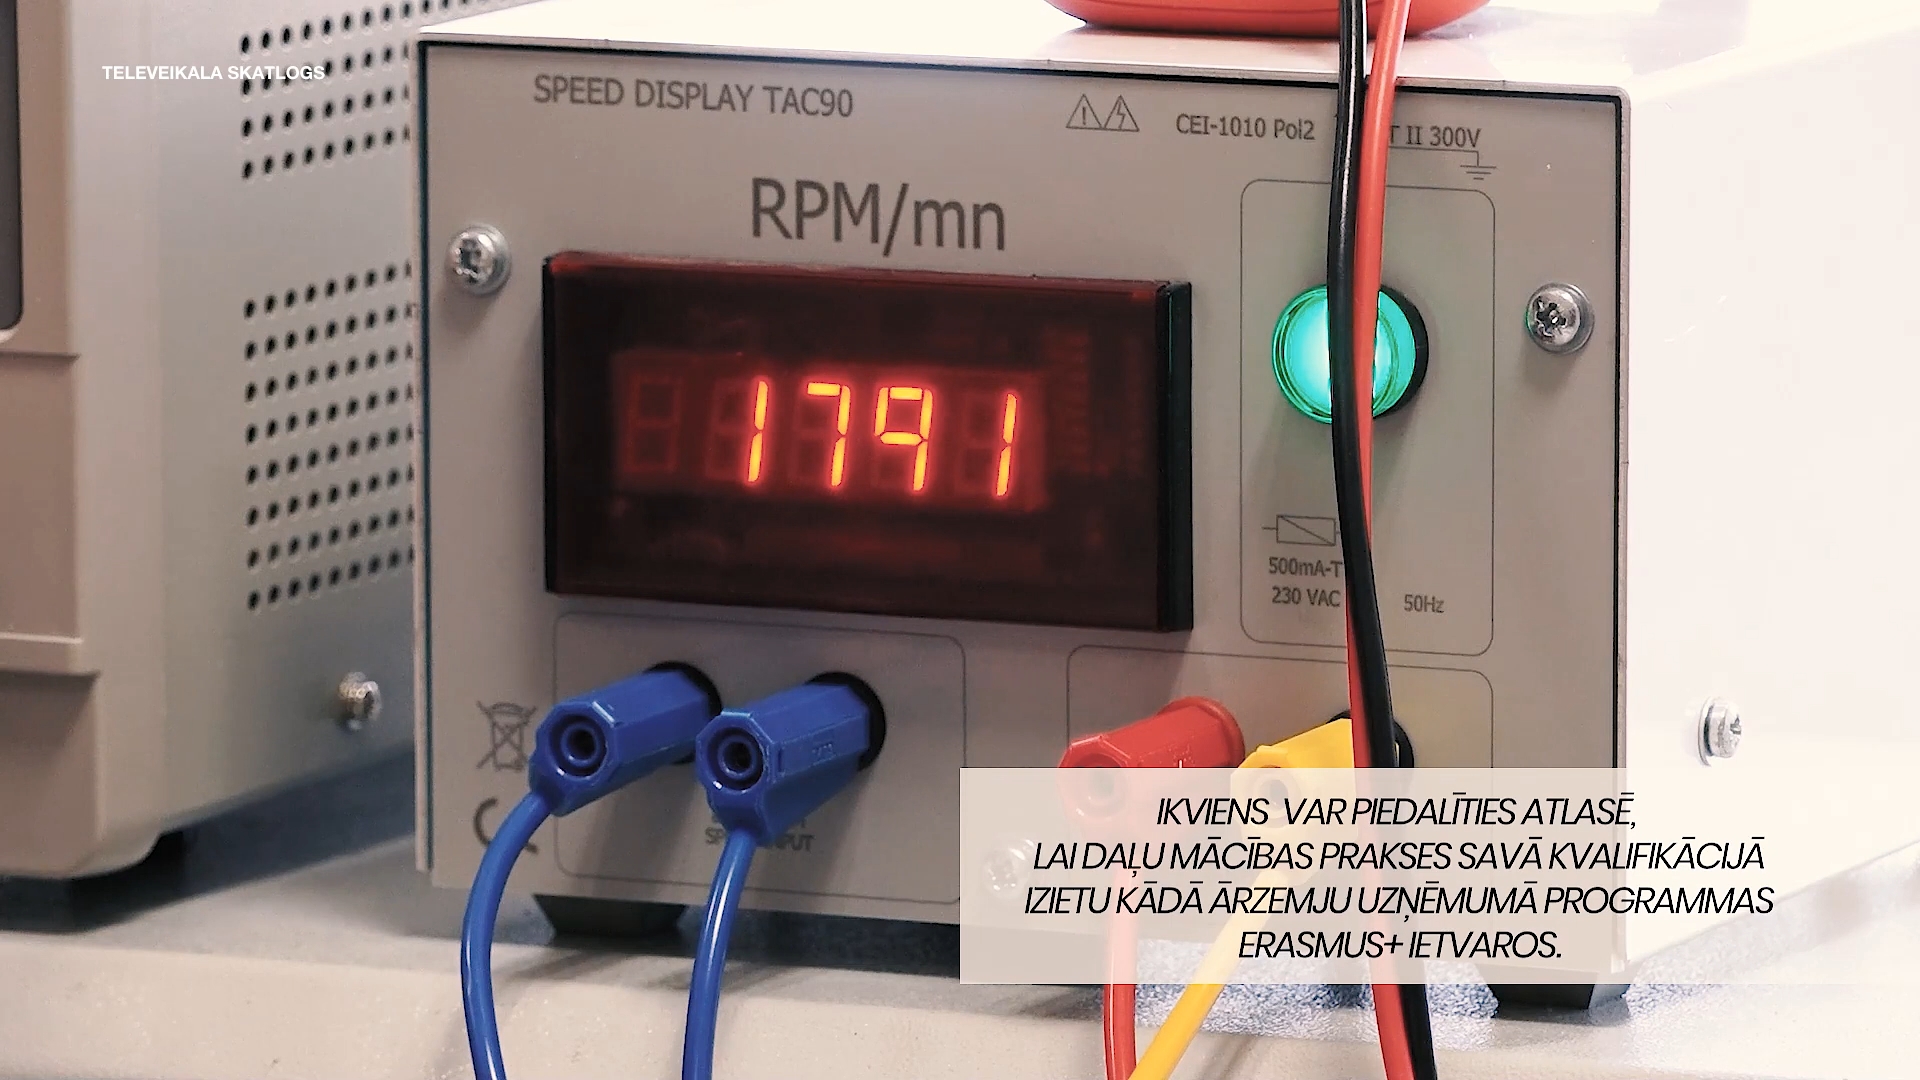 TELEVEIKALA SKATLOGS
SPEED DISPLAY TAC90
CEI-1010 Pol2
II 300V
RPM/mn
1791
500mA-T
230 VAC 50Hz
IKVIENS VAR PIEDALĪTIES ATLASĒ,
LAI DAĻU MĀCĪBAS PRAKSES SAVĀ KVALIFIKĀCIJĀ
IZIETU KĀDĀ ĀRZEMJU UZŅĒMUMĀ PROGRAMMAS
ERASMUS+ IETVAROS.